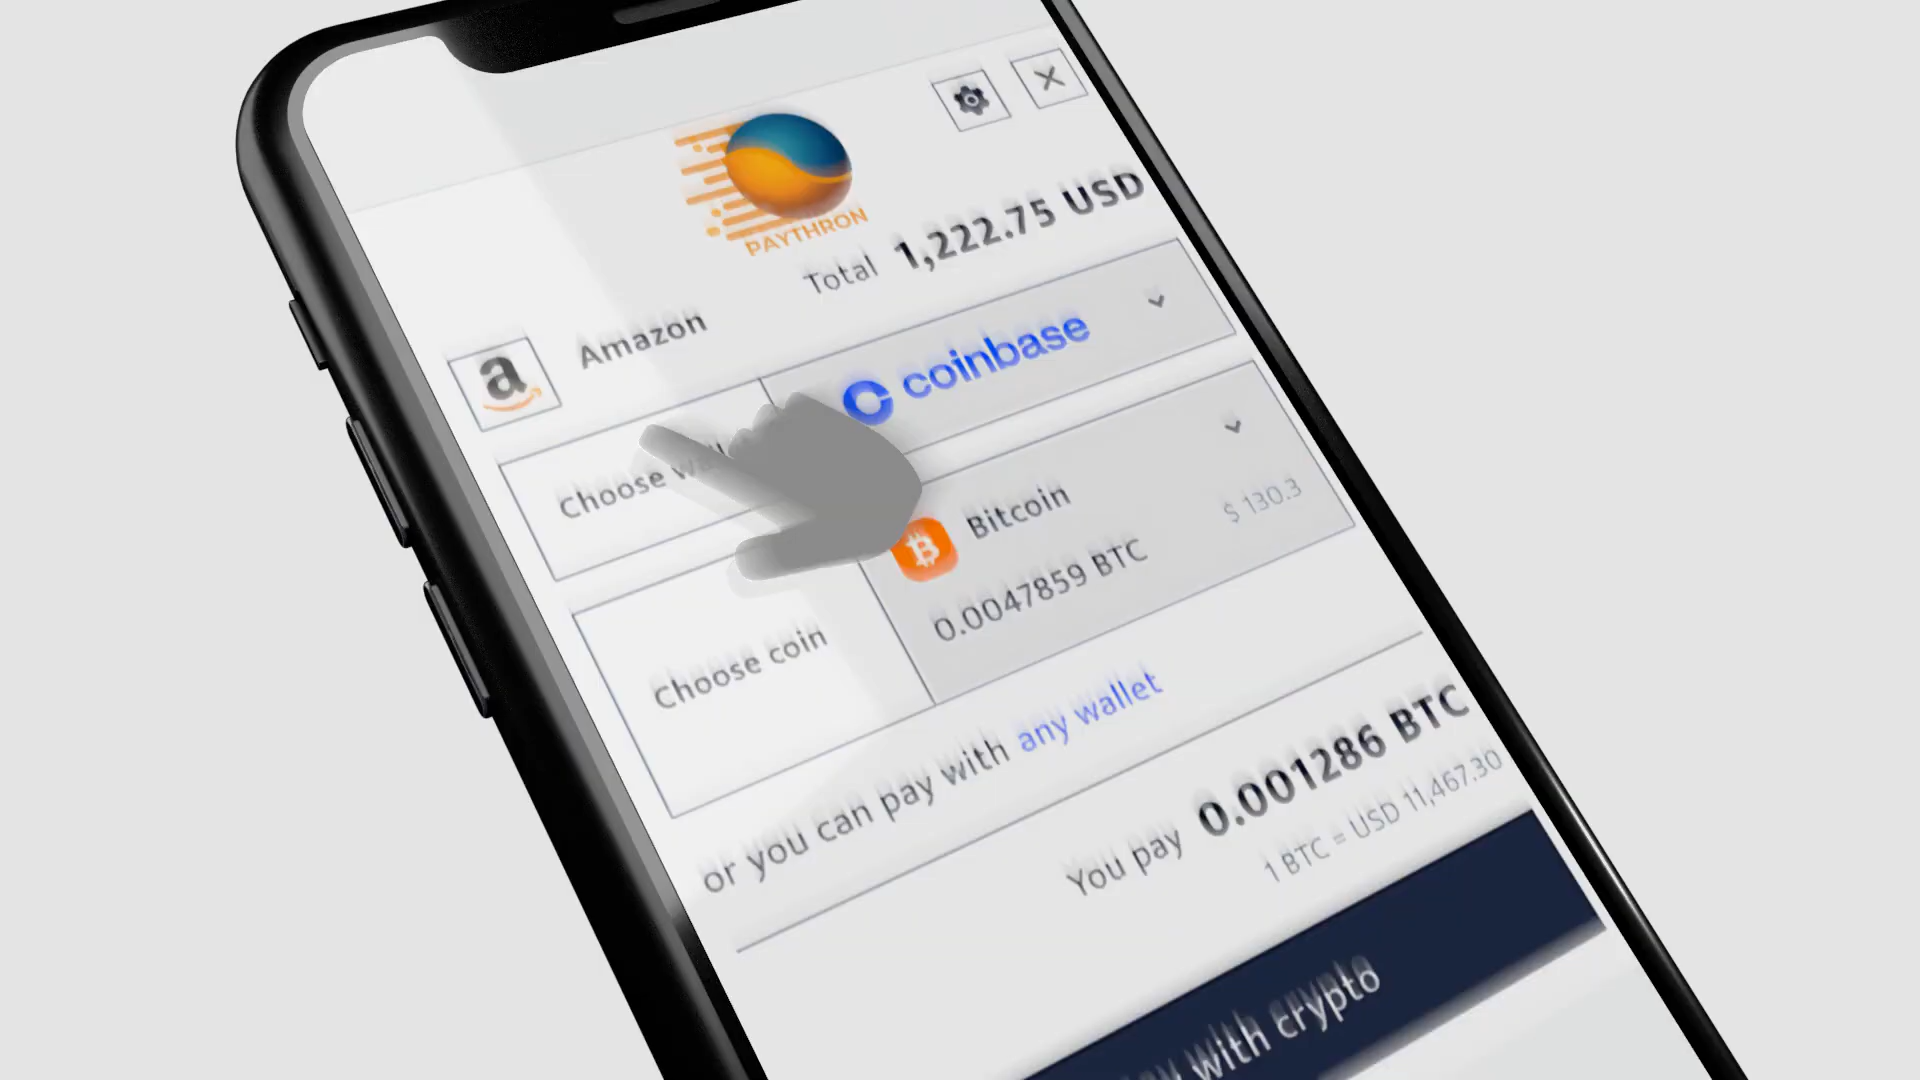 PAYTHRON
Total 1,222.75 USD
a Amazon
Choose
coinbase
Choose coin
Bitcoin
$ 130.3
0.0047859 BTC
or you can pay with any wallet
You pay 0.001286 BTC
1 BTC = USD 11,467.30
with crypto